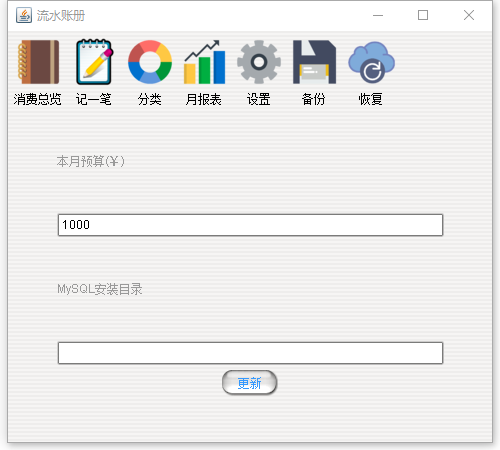 流水账册
消费总览 记一笔 分类 月报表 设置 备份 恢复
本月预算(￥)
1000
MySQL安装目录
更新